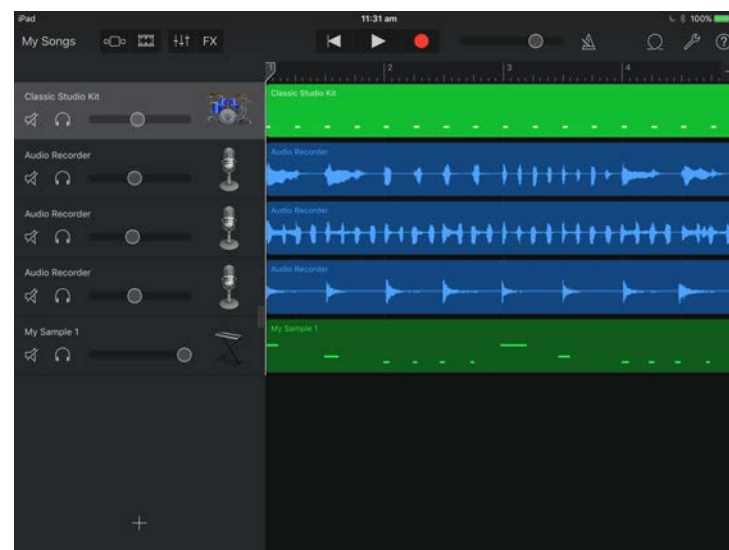 iPad 11:31 am 100%
My Songs FX
1 2 3 4
Classic Studio Kit
Classic Studio Kit
Audio Recorder
Audio Recorder
Audio Recorder
Audio Recorder
Audio Recorder
Audio Recorder
My Sample 1
My Sample 1